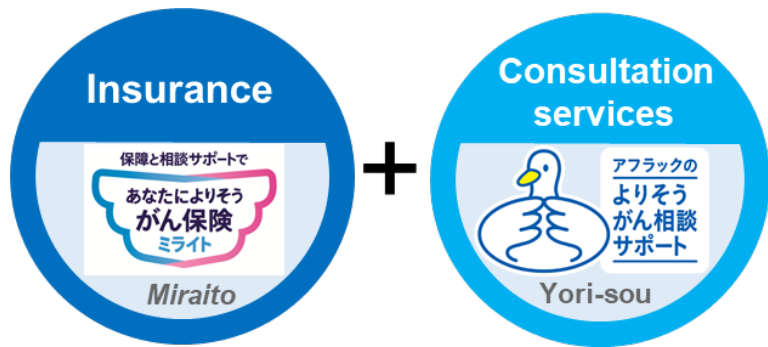 Insurance
保障と相談サポートで
あなたによりそう
がん保険
ミライト
Miraito
+
Consultation
services
アフラックの
よりそう
がん相談
サポート
Yori-sou